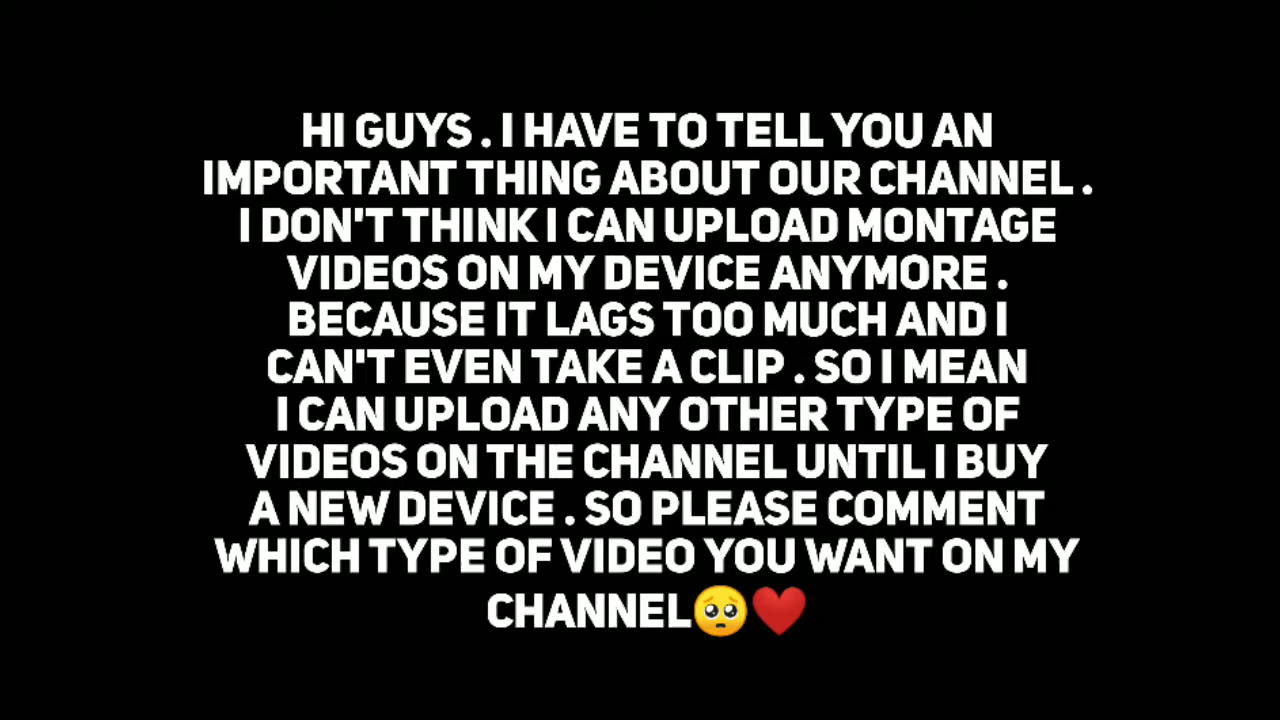 HI GUYS . I HAVE TO TELL YOU AN
IMPORTANT THING ABOUT OUR CHANNEL .
I DON'T THINK I CAN UPLOAD MONTAGE
VIDEOS ON MY DEVICE ANYMORE .
BECAUSE IT LAGS TOO MUCH AND I
CAN'T EVEN TAKE A CLIP . SO I MEAN
I CAN UPLOAD ANY OTHER TYPE OF
VIDEOS ON THE CHANNEL UNTIL I BUY
A NEW DEVICE . SO PLEASE COMMENT
WHICH TYPE OF VIDEO YOU WANT ON MY
CHANNEL🥺❤️